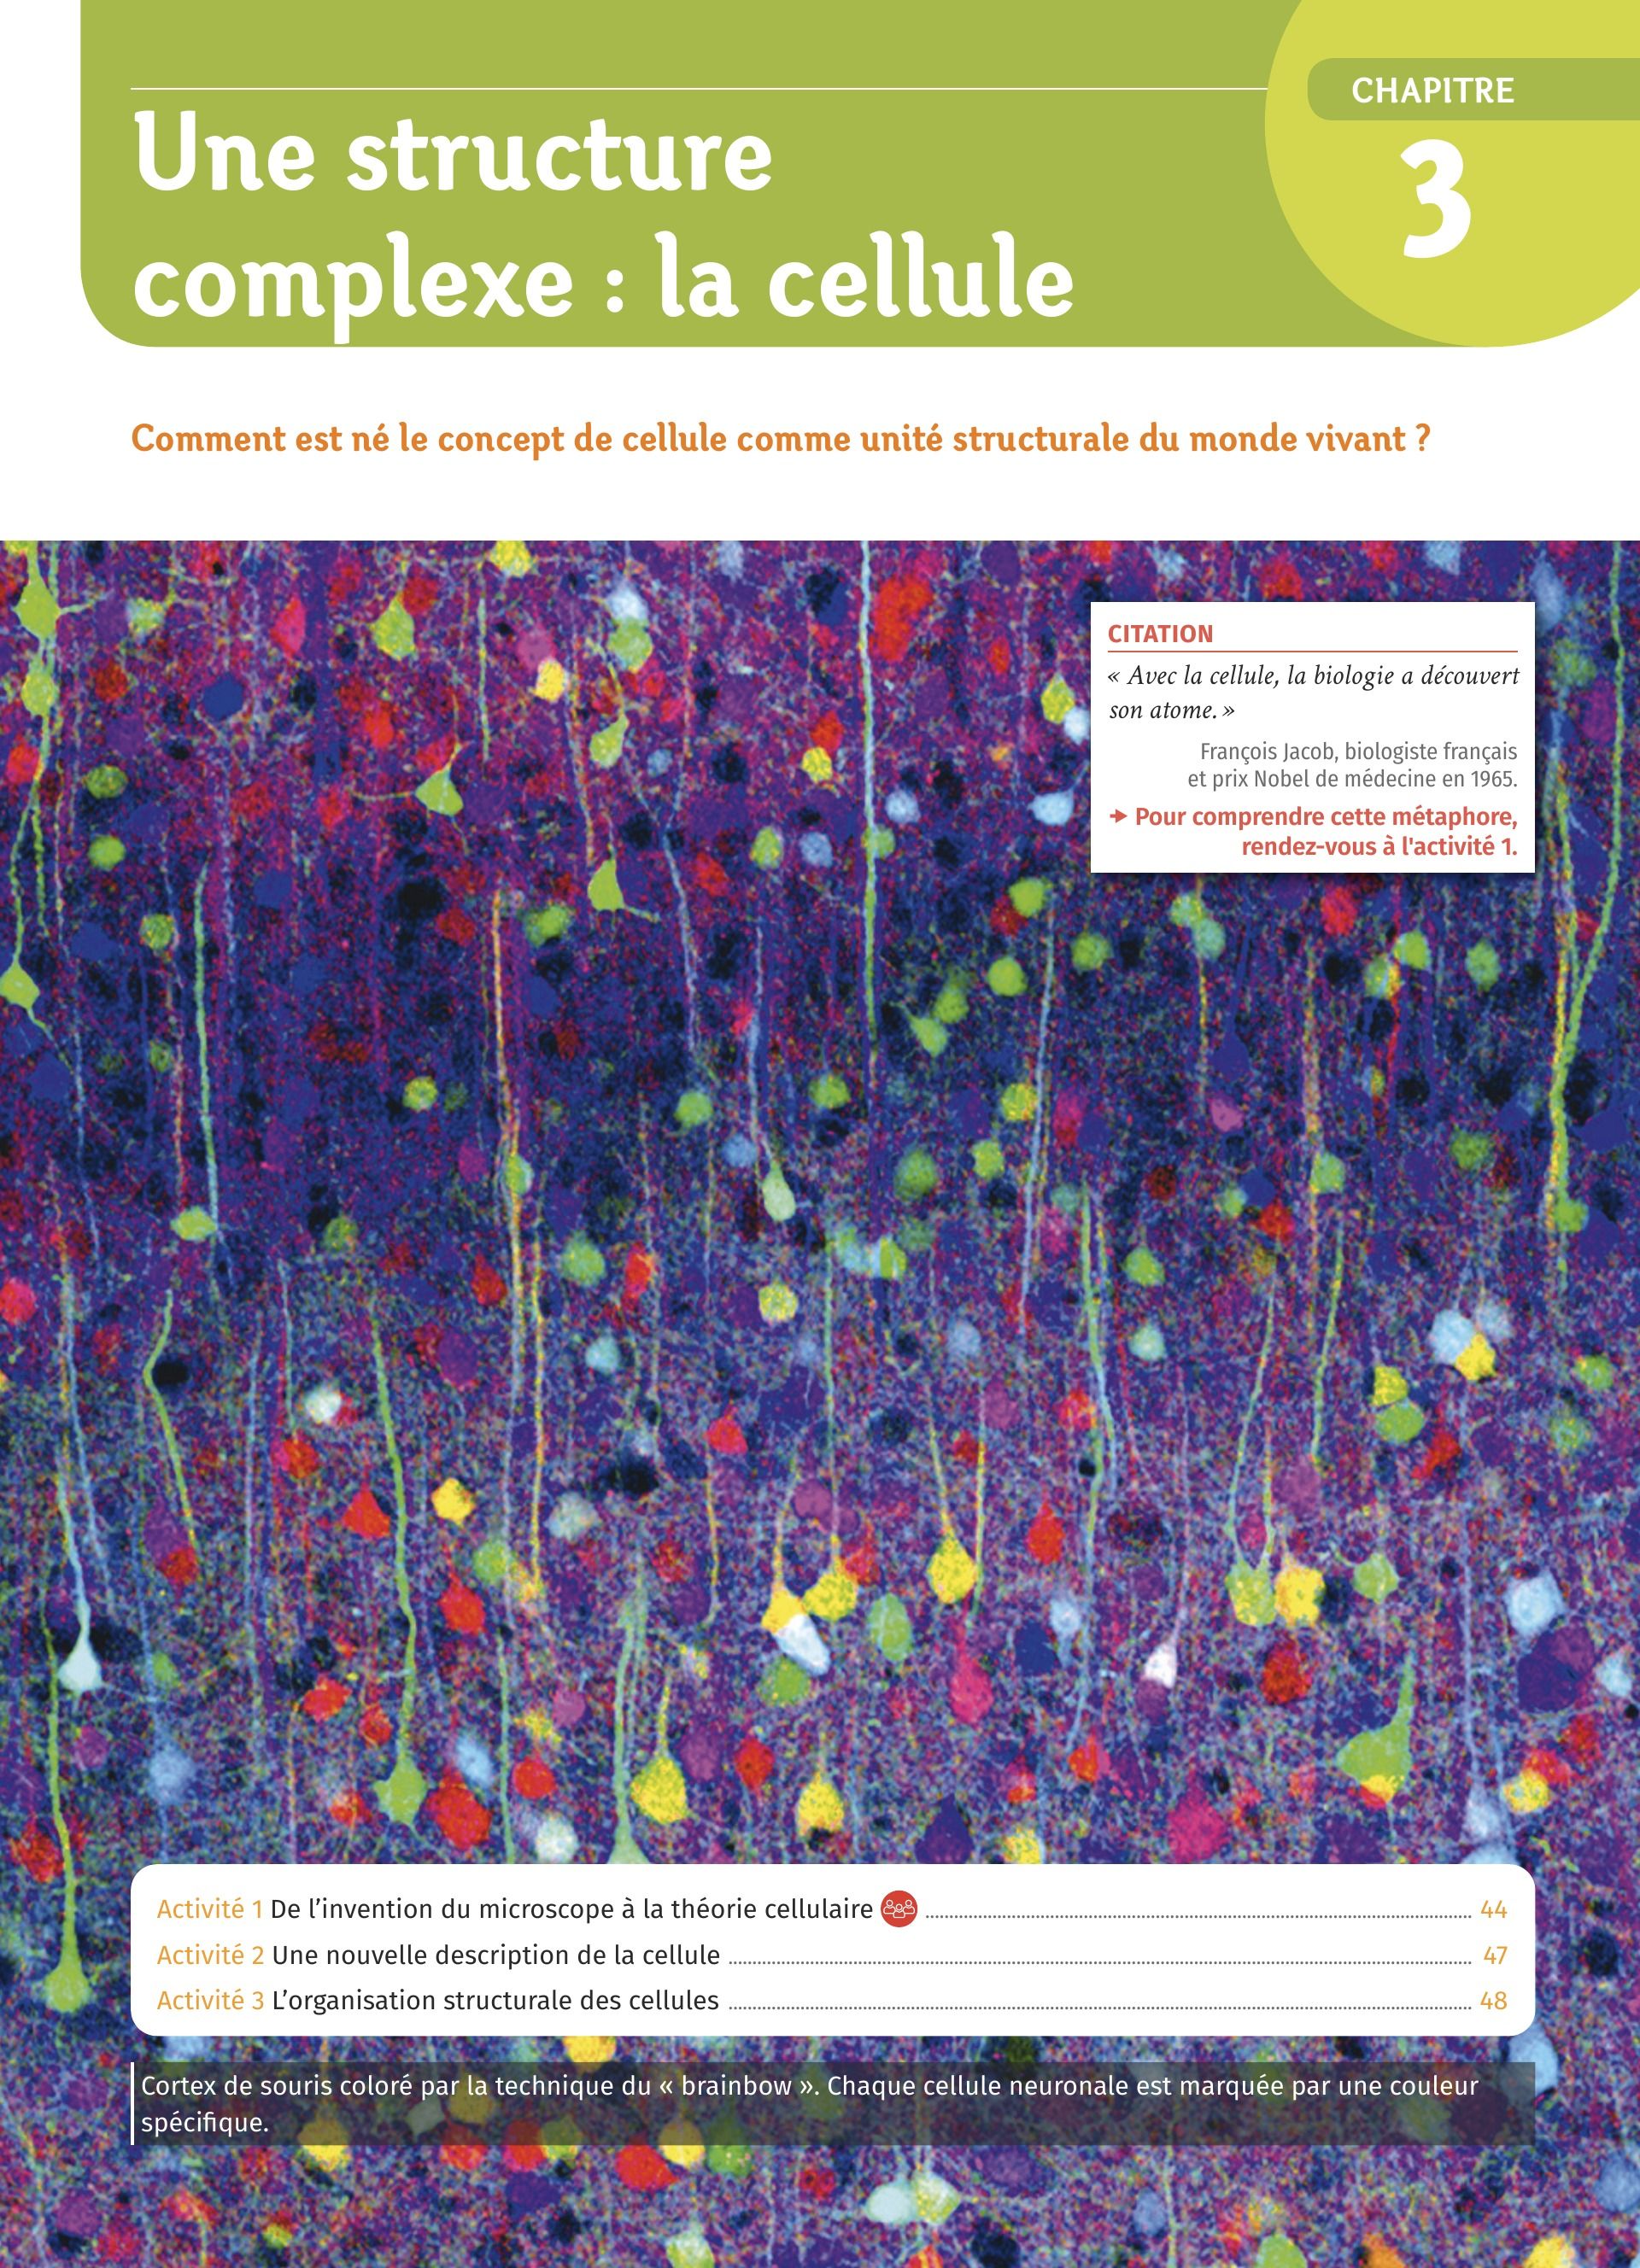 CHAPITRE
3
Une structure
complexe : la cellule
Comment est né le concept de cellule comme unité structurale du monde vivant ?
CITATION
« Avec la cellule, la biologie a découvert
son atome. »
François Jacob, biologiste français
et prix Nobel de médecine en 1965.
➜ Pour comprendre cette métaphore,
rendez-vous à l'activité 1.
Activité 1 De l’invention du microscope à la théorie cellulaire 44
Activité 2 Une nouvelle description de la cellule 47
Activité 3 L’organisation structurale des cellules 48
Cortex de souris coloré par la technique du « brainbow ». Chaque cellule neuronale est marquée par une couleur
spécifique.